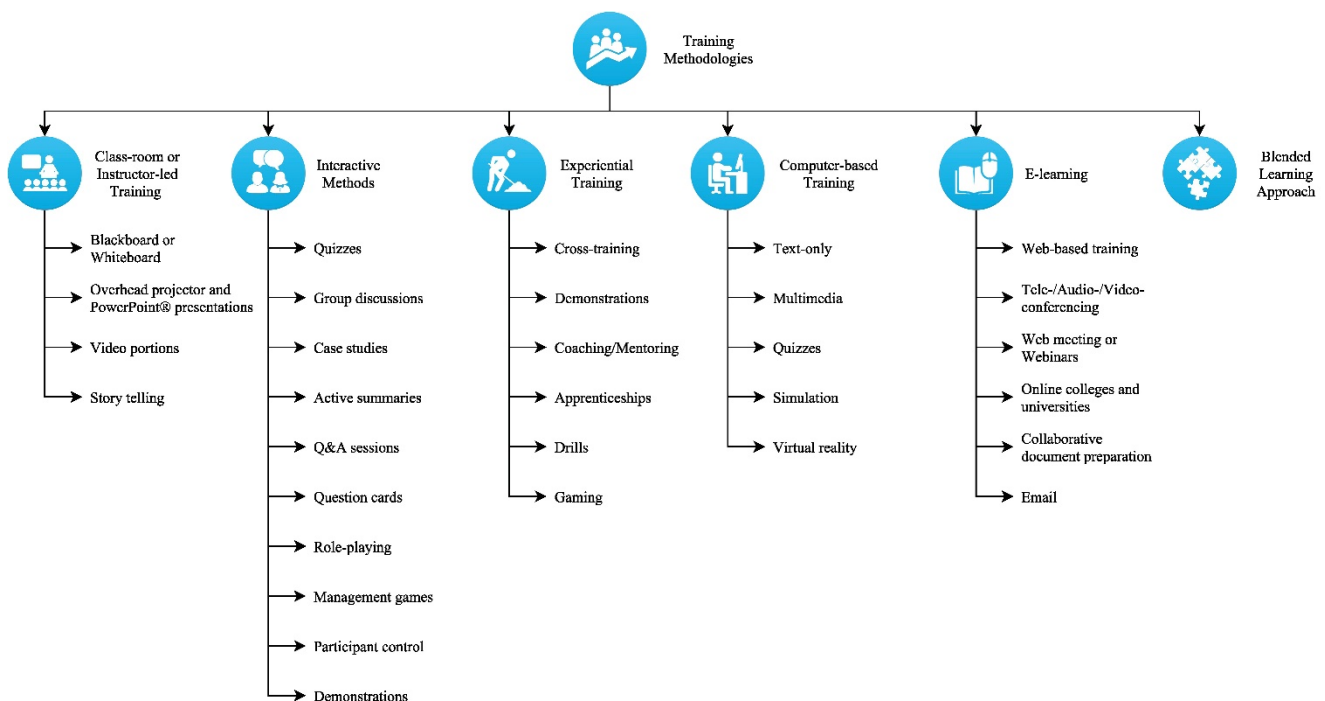 Training
Methodologies
Class-room or
Instructor-led
Training
Blackboard or
Whiteboard
Overhead projector and
PowerPoint® presentations
Video portions
Story telling
Interactive
Methods
Quizzes
Group discussions
Case studies
Active summaries
Q&A sessions
Question cards
Role-playing
Management games
Participant control
Demonstrations
Experiential
Training
Cross-training
Demonstrations
Coaching/Mentoring
Apprenticeships
Drills
Gaming
Computer-based
Training
Text-only
Multimedia
Quizzes
Simulation
Virtual reality
E-learning
Web-based training
Tele-/Audio-/Video-
conferencing
Web meeting or
Webinars
Online colleges and
universities
Collaborative
document preparation
Email
Blended
Learning
Approach